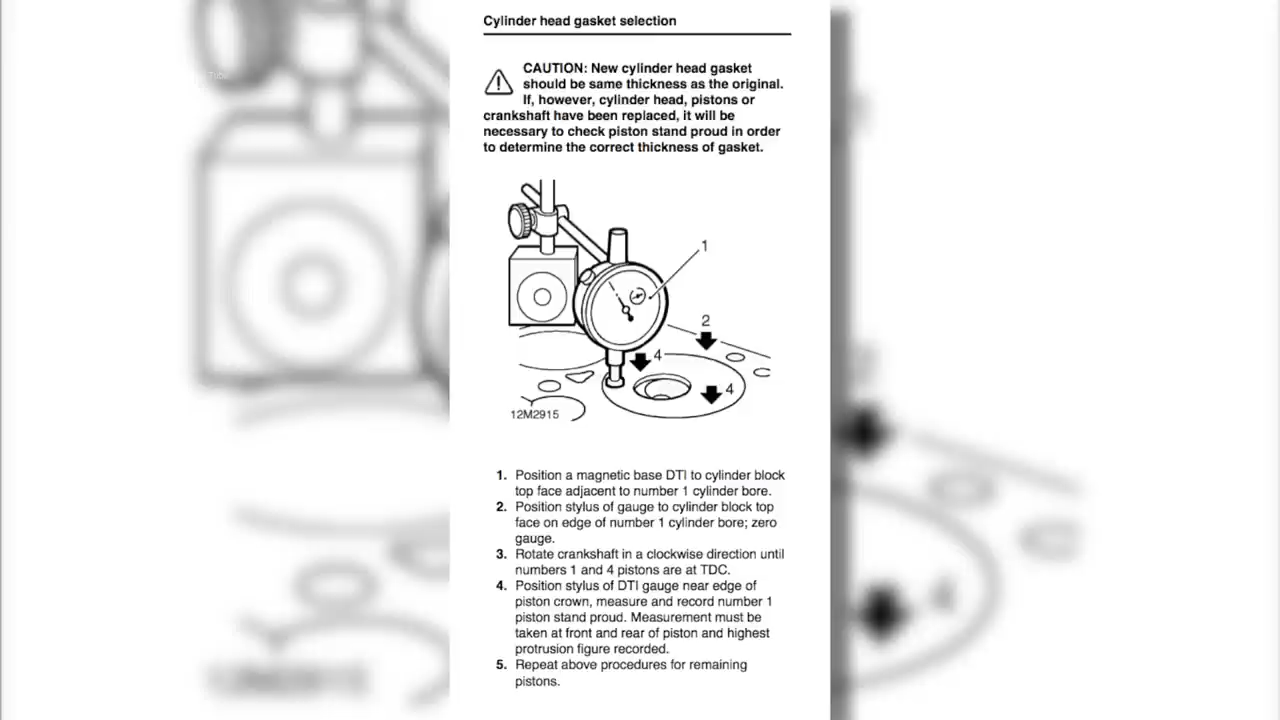 Cylinder head gasket selection
CAUTION: New cylinder head gasket
should be same thickness as the original.
If, however, cylinder head, pistons or
crankshaft have been replaced, it will be
necessary to check piston stand proud in order
to determine the correct thickness of gasket.
1
2
4
4
12M2915
1. Position a magnetic base DTI to cylinder block
top face adjacent to number 1 cylinder bore.
2. Position stylus of gauge to cylinder block top
face on edge of number 1 cylinder bore; zero
gauge.
3. Rotate crankshaft in a clockwise direction until
numbers 1 and 4 pistons are at TDC.
4. Position stylus of DTI gauge near edge of
piston crown, measure and record number 1
piston stand proud. Measurement must be
taken at front and rear of piston and highest
protrusion figure recorded.
5. Repeat above procedures for remaining
pistons.